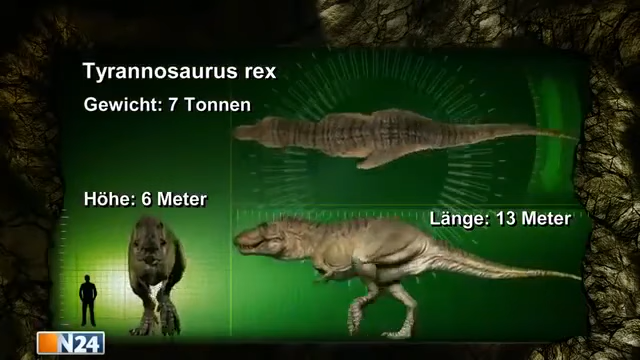 Tyrannosaurus rex
Gewicht: 7 Tonnen
Höhe: 6 Meter
Länge: 13 Meter
N24